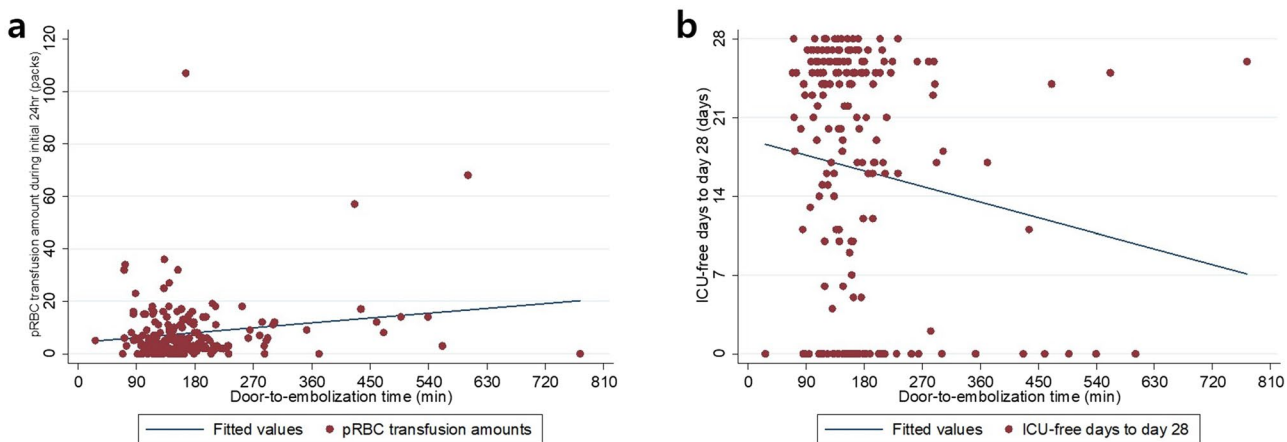 a
pRBC transfusion amount during initial 24hr (packs)
120
100
80
60
40
20
0
0 90 180 270 360 450 540 630 720 810
Door-to-embolization time (min)
Fitted values pRBC transfusion amounts
b
ICU-free days to day 28 (days)
28
21
14
7
0
0 90 180 270 360 450 540 630 720 810
Door-to-embolization time (min)
Fitted values ICU-free days to day 28